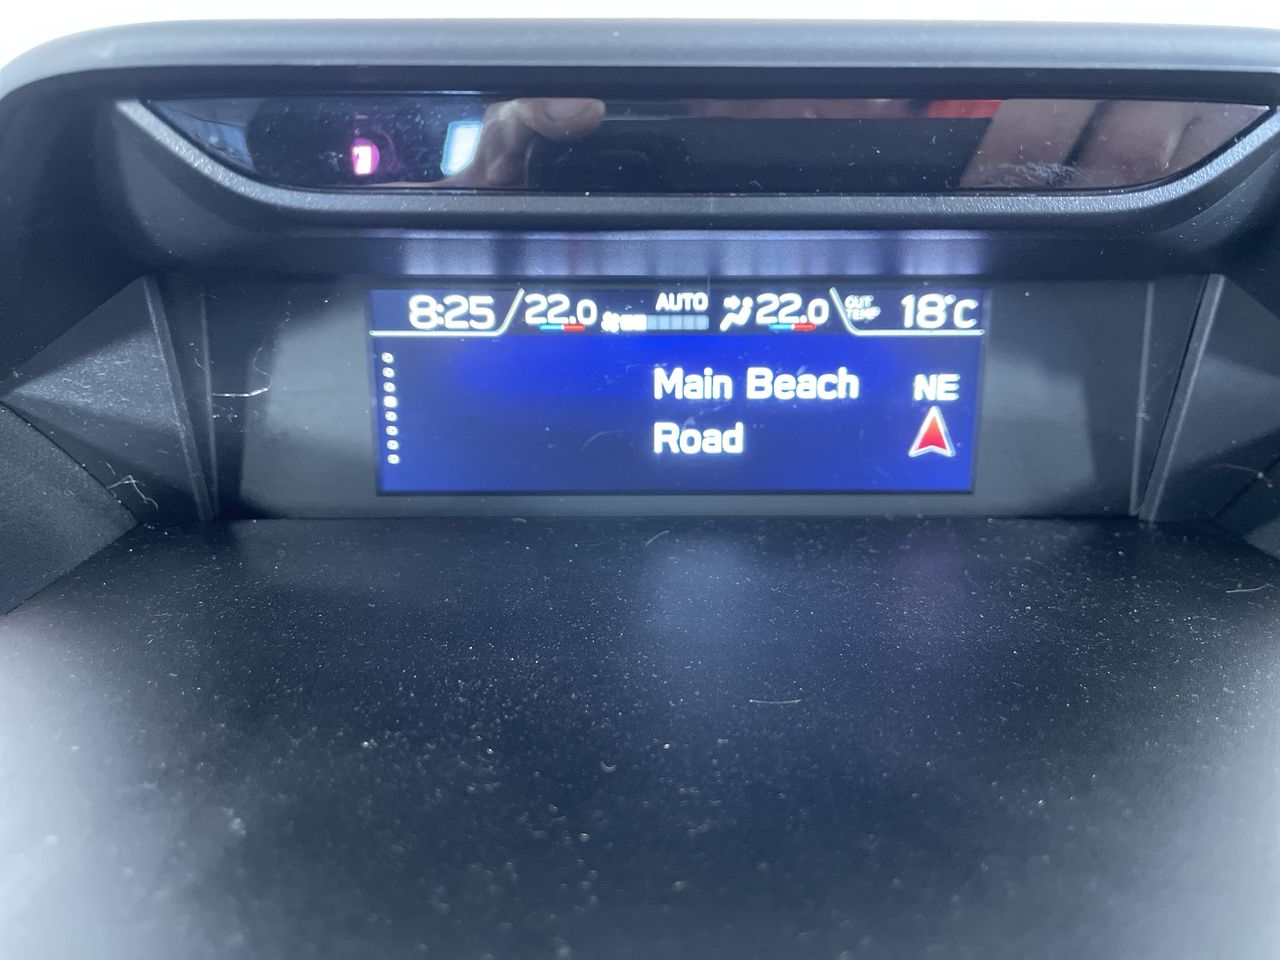 8:25 22.0 AUTO 22.0 OUT TEMP 18°C
Main Beach NE
Road